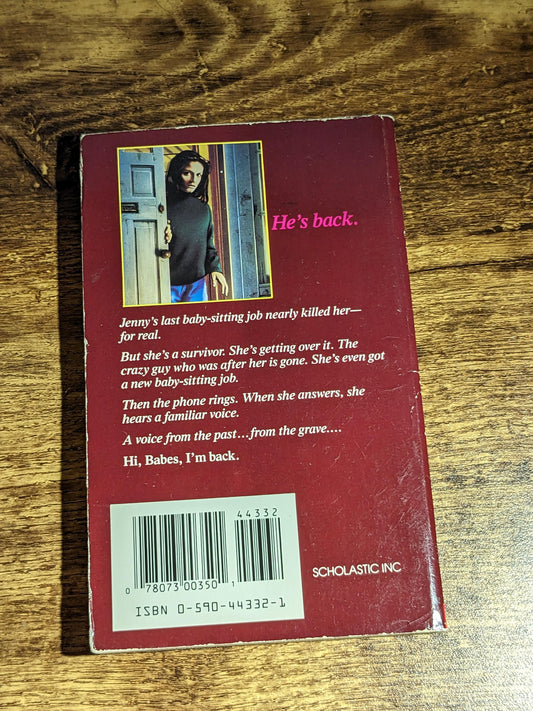 He's back.
Jenny's last baby-sitting job nearly killed her—
for real.
But she's a survivor. She's getting over it. The
crazy guy who was after her is gone. She's even got
a new baby-sitting job.
Then the phone rings. When she answers, she
hears a familiar voice.
A voice from the past...from the grave....
Hi, Babes, I'm back.
44332
0 78073 00350 1
ISBN 0-590-44332-1
SCHOLASTIC INC